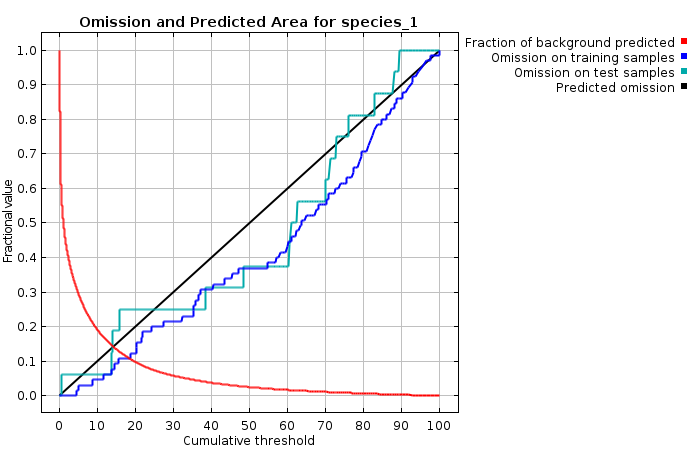 Omission and Predicted Area for species_1
Fraction of background predicted
Omission on training samples
Omission on test samples
Predicted omission
Fractional value
1.0
0.9
0.8
0.7
0.6
0.5
0.4
0.3
0.2
0.1
0.0
0 10 20 30 40 50 60 70 80 90 100
Cumulative threshold